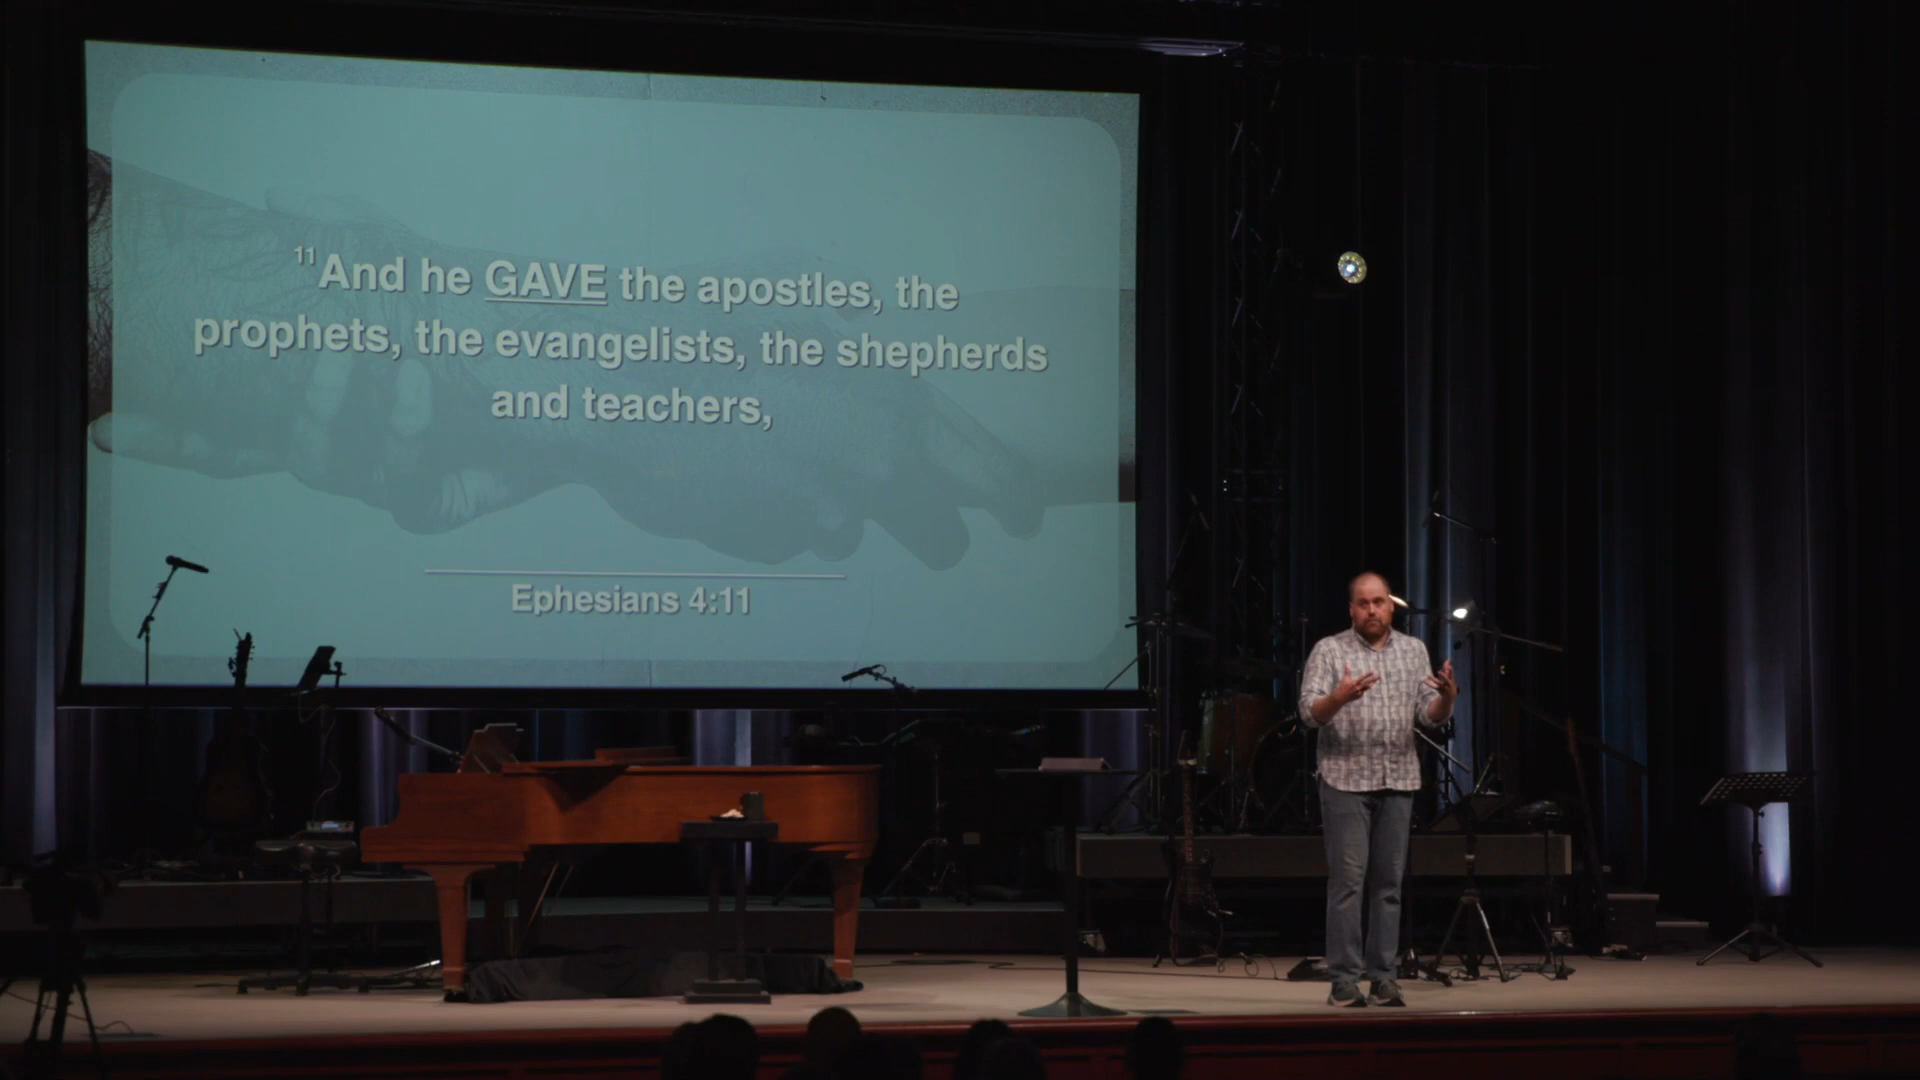 11And he GAVE the apostles, the
prophets, the evangelists, the shepherds
and teachers,
Ephesians 4:11